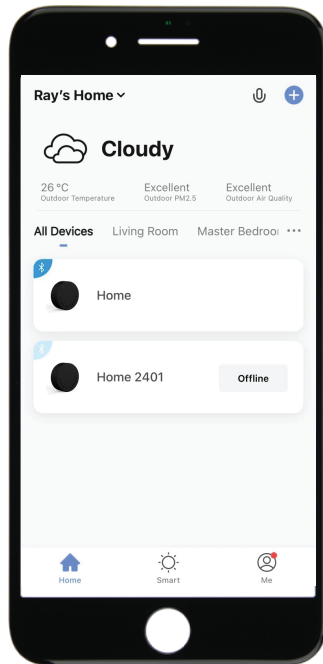 Ray's Home
Cloudy
26 °C Excellent Excellent
Outdoor Temperature Outdoor PM2.5 Outdoor Air Quality
All Devices Living Room Master Bedroo
Home
Home 2401 Offline
Home Smart Me